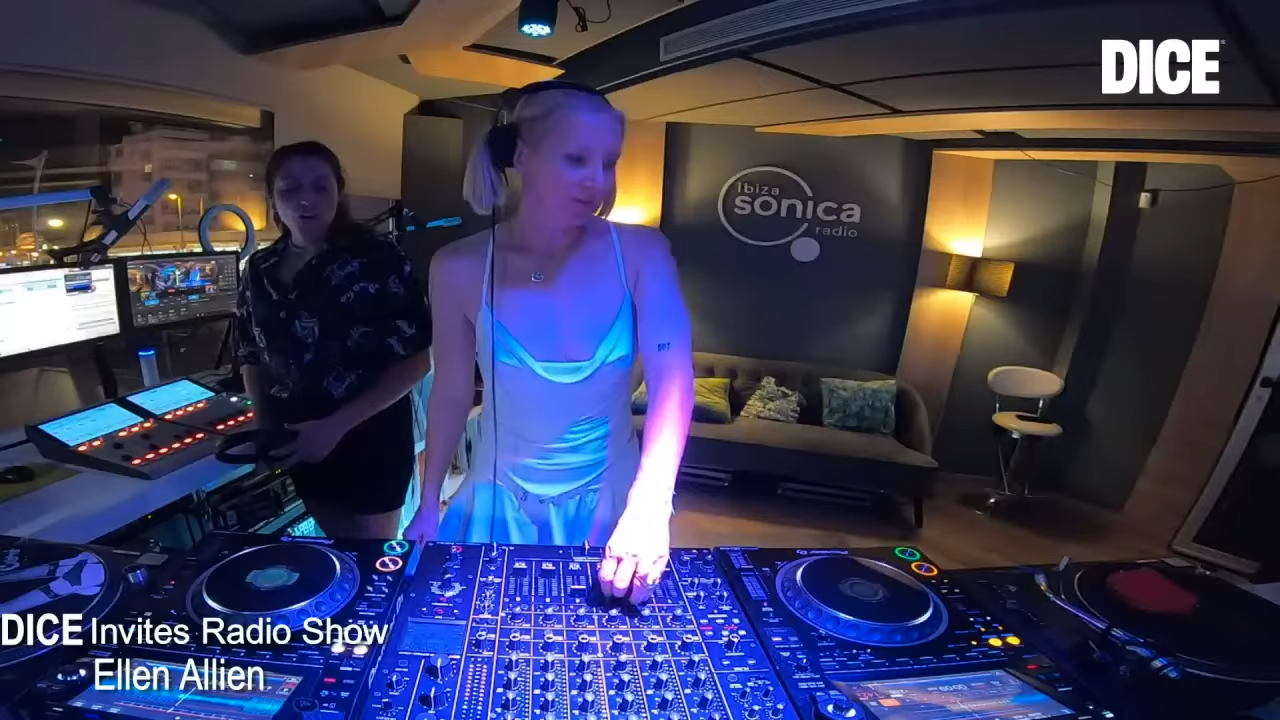 DICE
Ibiza
sonica
radio
DICE Invites Radio Show
Ellen Allien